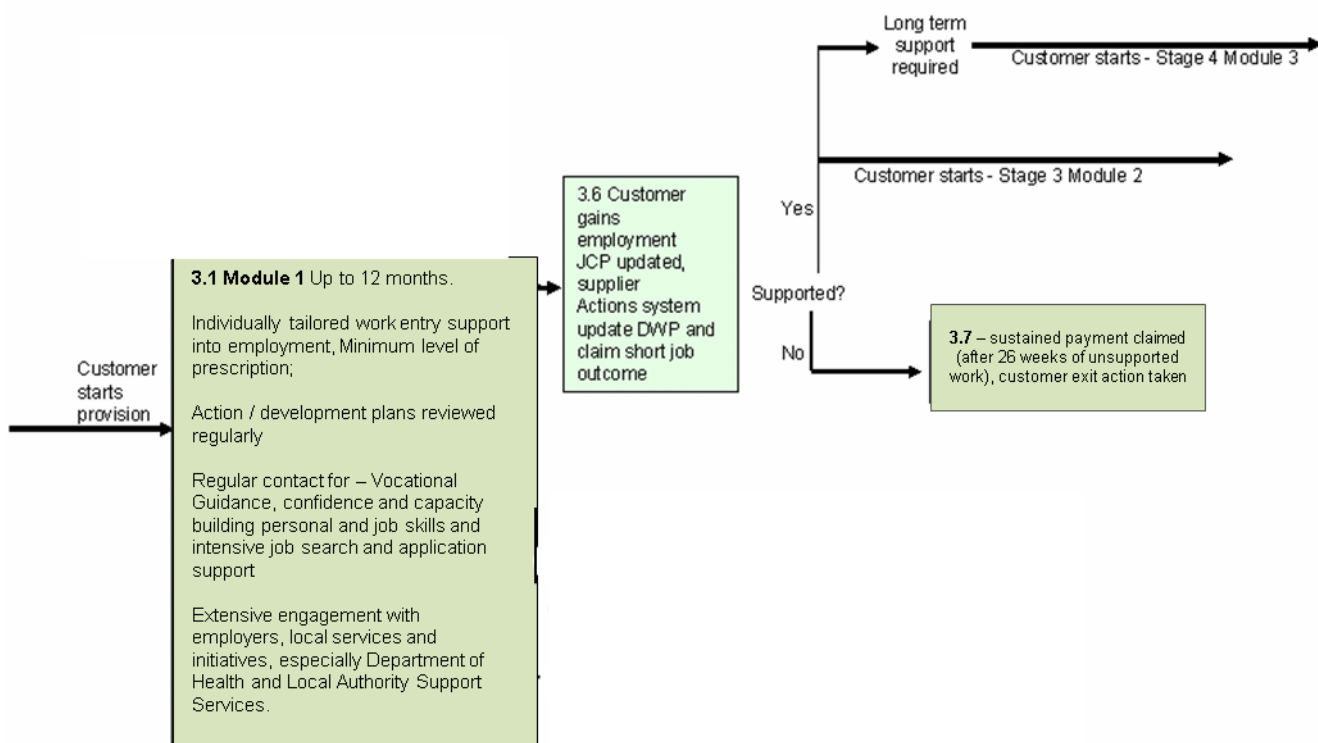 Customer
starts
provision
3.1 Module 1 Up to 12 months.
Individually tailored work entry support
into employment, Minimum level of
prescription;
Action / development plans reviewed
regularly
Regular contact for – Vocational
Guidance, confidence and capacity
building personal and job skills and
intensive job search and application
support
Extensive engagement with
employers, local services and
initiatives, especially Department of
Health and Local Authority Support
Services.
3.6 Customer
gains
employment
JCP updated,
supplier
Actions system
update DWP and
claim short job
outcome
Supported?
Yes
Long term
support
required
Customer starts - Stage 4 Module 3
Customer starts - Stage 3 Module 2
No
3.7 – sustained payment claimed
(after 26 weeks of unsupported
work), customer exit action taken